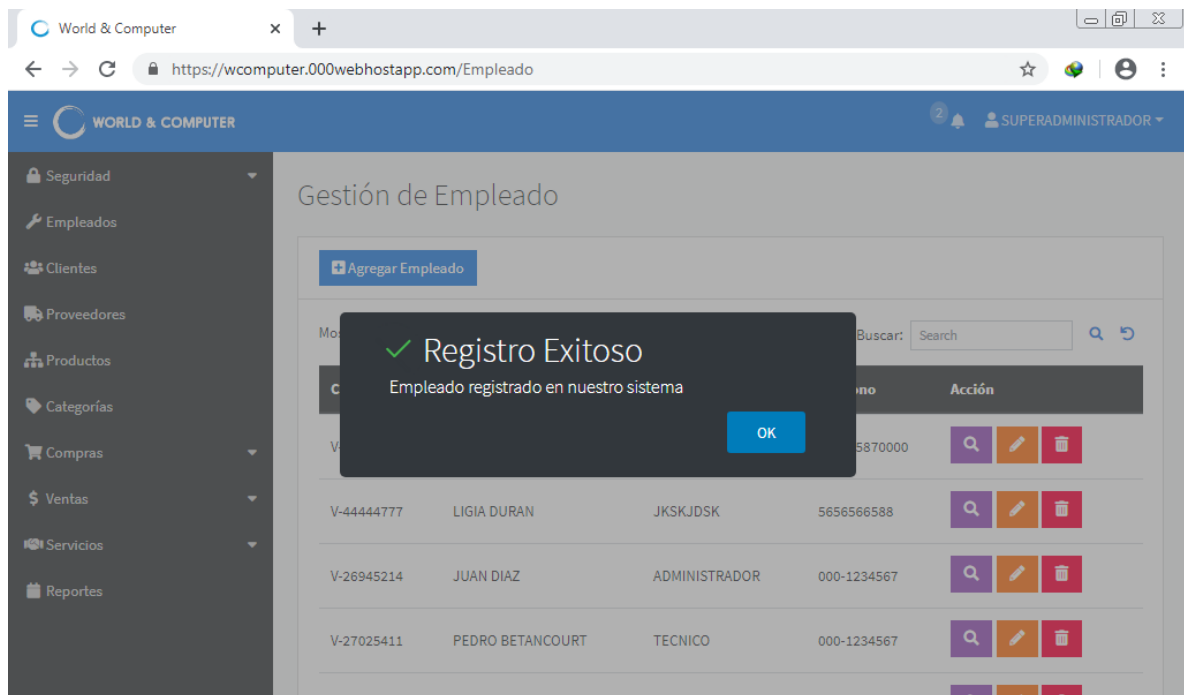 World & Computer
https://wcomputer.000webhostapp.com/Empleado
WORLD & COMPUTER
2
SUPERADMINISTRADOR
Seguridad
Empleados
Clientes
Proveedores
Productos
Categorías
Compras
$ Ventas
Servicios
Reportes
Gestión de Empleado
Agregar Empleado
Buscar: Search
Acción
Registro Exitoso
Empleado registrado en nuestro sistema
OK
5870000
V-44444777 LIGIA DURAN JKSKJDSK 5656566588
V-26945214 JUAN DIAZ ADMINISTRADOR 000-1234567
V-27025411 PEDRO BETANCOURT TECNICO 000-1234567